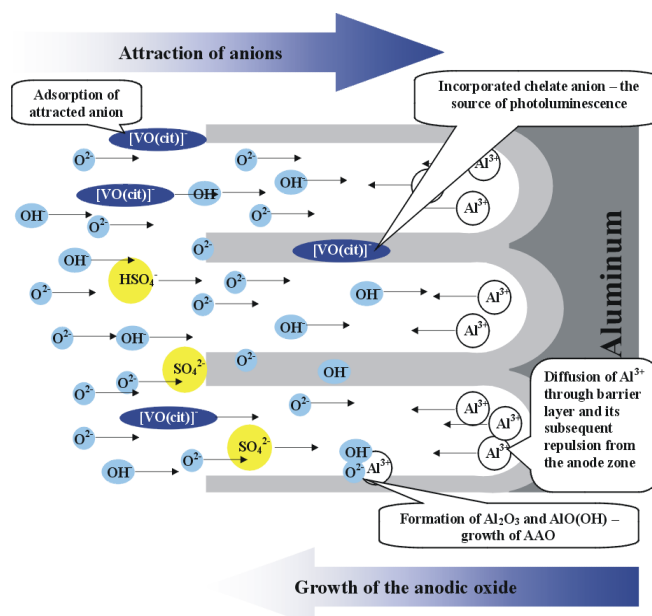 Attraction of anions
Adsorption of
attracted anion
Incorporated chelate anion – the
source of photoluminescence
[VO(cit)]⁻
O²⁻
O²⁻
O²⁻
Al³⁺
[VO(cit)]⁻
OH⁻
OH⁻
Al³⁺
OH⁻
O²⁻
O²⁻
O²⁻
[VO(cit)]⁻
OH⁻
HSO₄⁻
O²⁻
O²⁻
O²⁻
OH⁻
Al³⁺
O²⁻
OH⁻
OH⁻
Al³⁺
Aluminum
SO₄²⁻
O²⁻
OH⁻
O²⁻
O²⁻
[VO(cit)]⁻
O²⁻
Al³⁺
Al³⁺
Diffusion of Al³⁺
through barrier
layer and its
subsequent
repulsion from
the anode zone
O²⁻
SO₄²⁻
OH⁻
Al³⁺
OH⁻
O²⁻
O²⁻
Al³⁺
Formation of Al₂O₃ and AlO(OH) –
growth of AAO
Growth of the anodic oxide